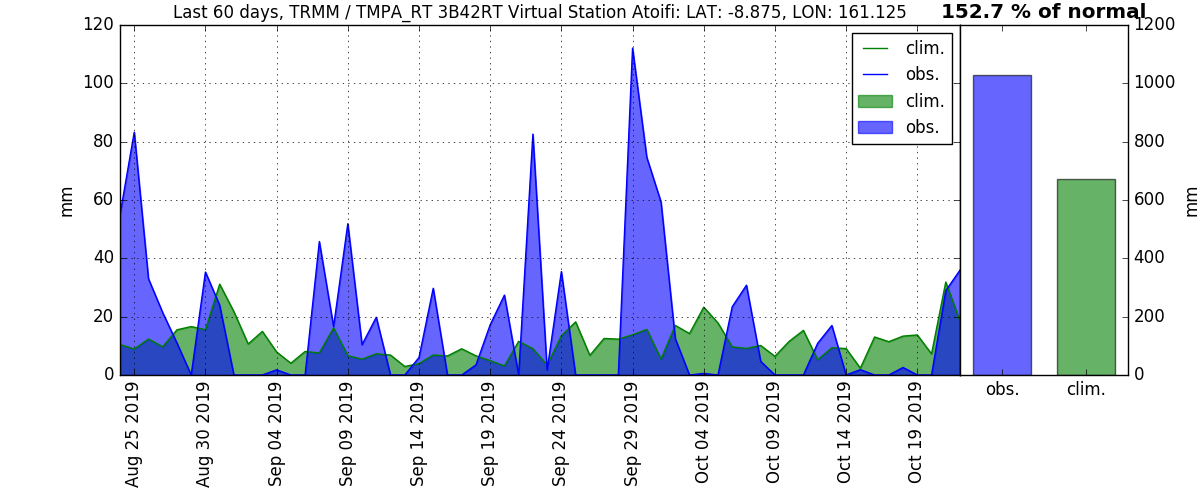 Last 60 days, TRMM / TMPA_RT 3B42RT Virtual Station Atoifi: LAT: -8.875, LON: 161.125
152.7 % of normal
120
100
80
60
40
20
0
mm
clim.
obs.
clim.
obs.
1200
1000
800
600
400
200
0
mm
obs.
clim.
Aug 25 2019
Aug 30 2019
Sep 04 2019
Sep 09 2019
Sep 14 2019
Sep 19 2019
Sep 24 2019
Sep 29 2019
Oct 04 2019
Oct 09 2019
Oct 14 2019
Oct 19 2019